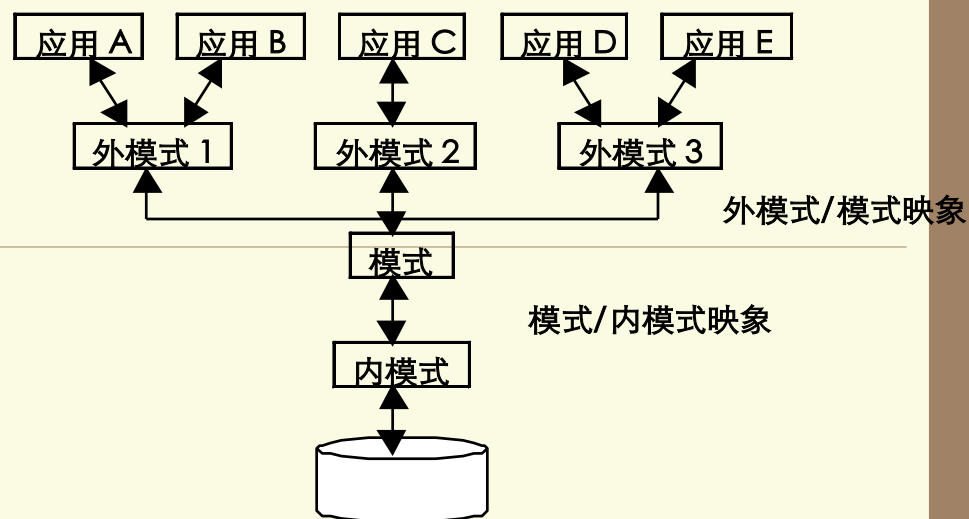 应用 A
应用 B
应用 C
应用 D
应用 E
外模式 1
外模式 2
外模式 3
外模式/模式映象
模式
模式/内模式映象
内模式